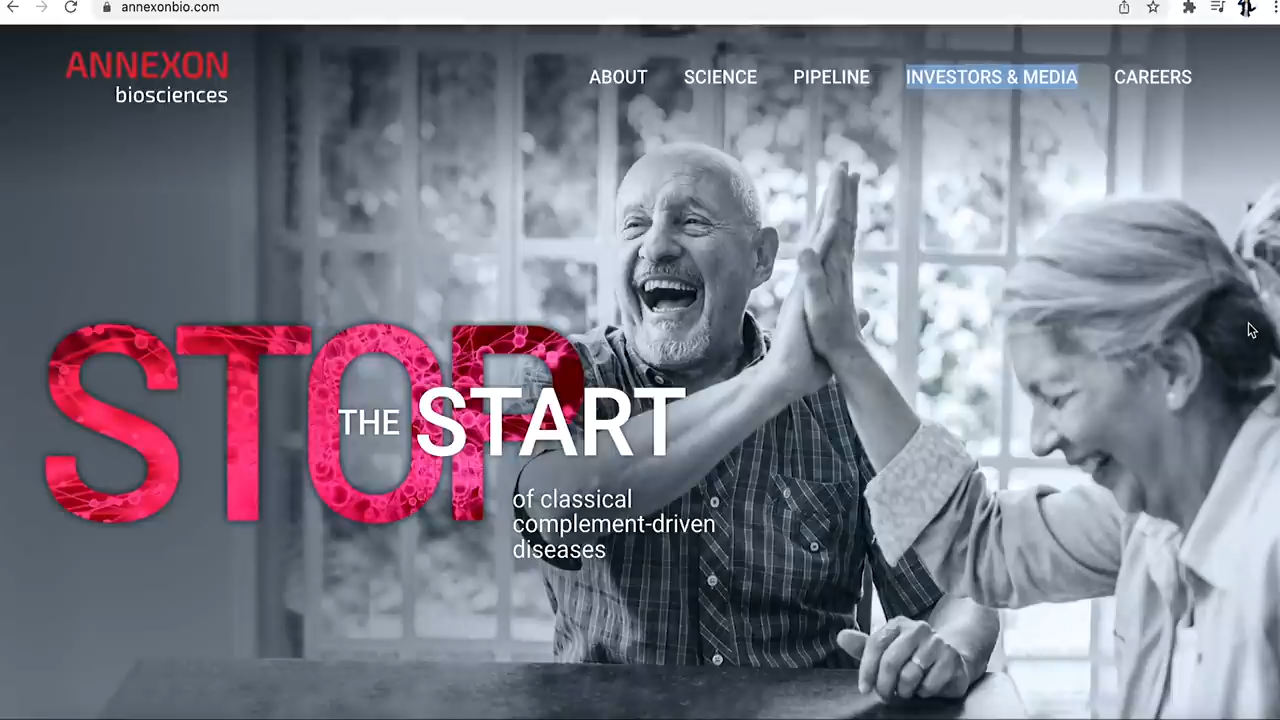 annexonbio.com
ANNEXON
biosciences
ABOUT SCIENCE PIPELINE INVESTORS & MEDIA CAREERS
STOP
THE START
of classical
complement-driven
diseases